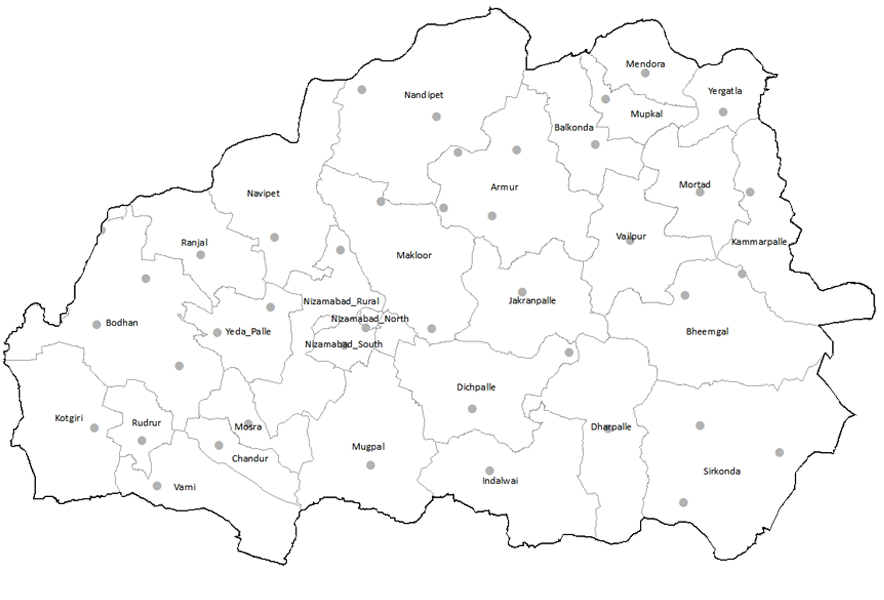 Mendora
Yergatla
Nandipet
Mupkal
Balkonda
Mortad
Armur
Navipet
Vailpur
Kammarpalle
Ranjal
Makloor
Jakranpalle
Nizamabad_Rural
Nizamabad_North
Bodhan
Yeda_Palle
Bheemgal
Nizamabad_South
Dichpalle
Kotgiri
Rudrur
Mosra
Dharpalle
Mugpal
Chandur
Sirkonda
Indalwai
Varni